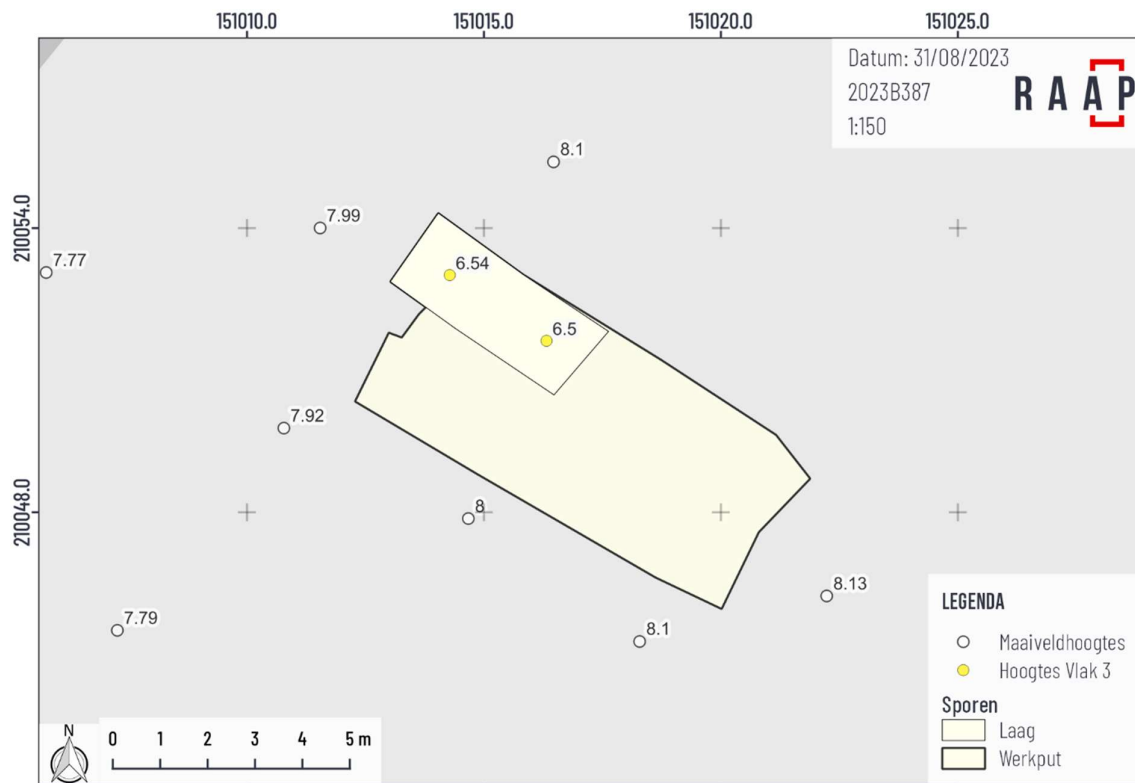 151010.0 151015.0 151020.0 151025.0
Datum: 31/08/2023
2023B387
1:150
RAAP
210054.0
210048.0
8.1
7.99
7.77
6.54
6.5
7.92
8
8.13
7.79
8.1
LEGENDA
Maaiveldhoogtes
Hoogtes Vlak 3
Sporen
Laag
Werkput
N
0 1 2 3 4 5 m